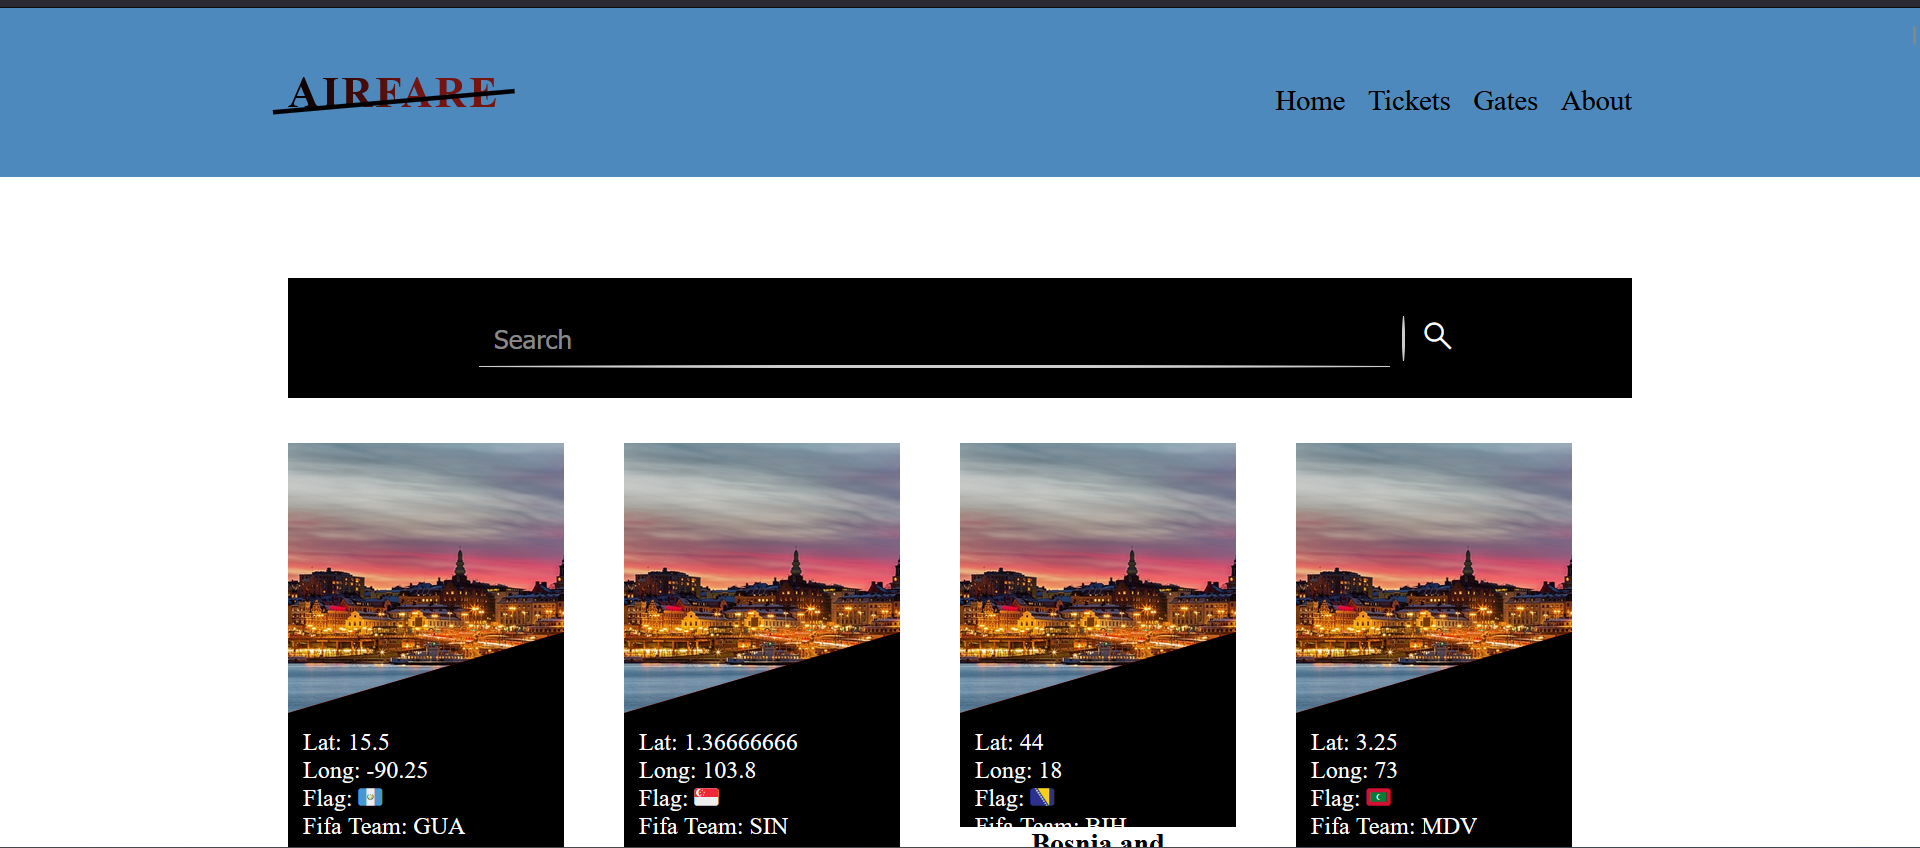 AIRFARE
Home Tickets Gates About
Search
Lat: 15.5
Long: -90.25
Flag: 🇬🇹
Fifa Team: GUA
Lat: 1.36666666
Long: 103.8
Flag: 🇸🇬
Fifa Team: SIN
Lat: 44
Long: 18
Flag: 🇧🇦
Fifa Team: BIH
Bosnia and
Lat: 3.25
Long: 73
Flag: 🇲🇻
Fifa Team: MDV